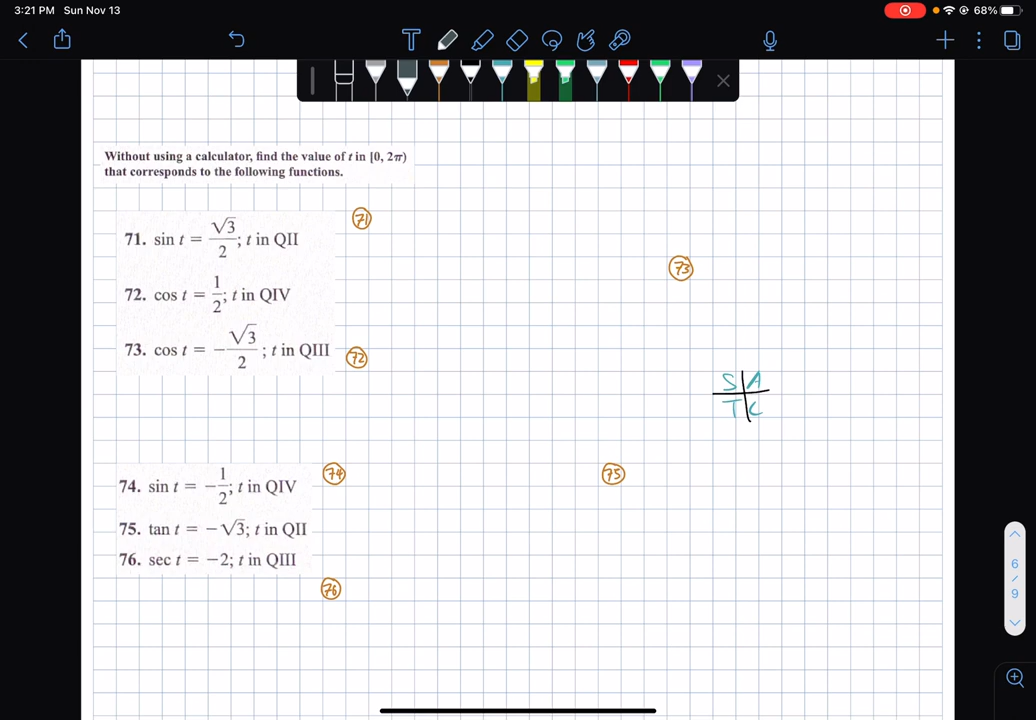 3:21 PM Sun Nov 13
68%
T
Without using a calculator, find the value of t in [0, 2π)
that corresponds to the following functions.
71
71. sin t = √3/2; t in QII
73
72. cos t = 1/2; t in QIV
73. cos t = −√3/2; t in QIII
72
S A
T C
74
75
74. sin t = −1/2; t in QIV
75. tan t = −√3; t in QII
76. sec t = −2; t in QIII
76
6
/
9